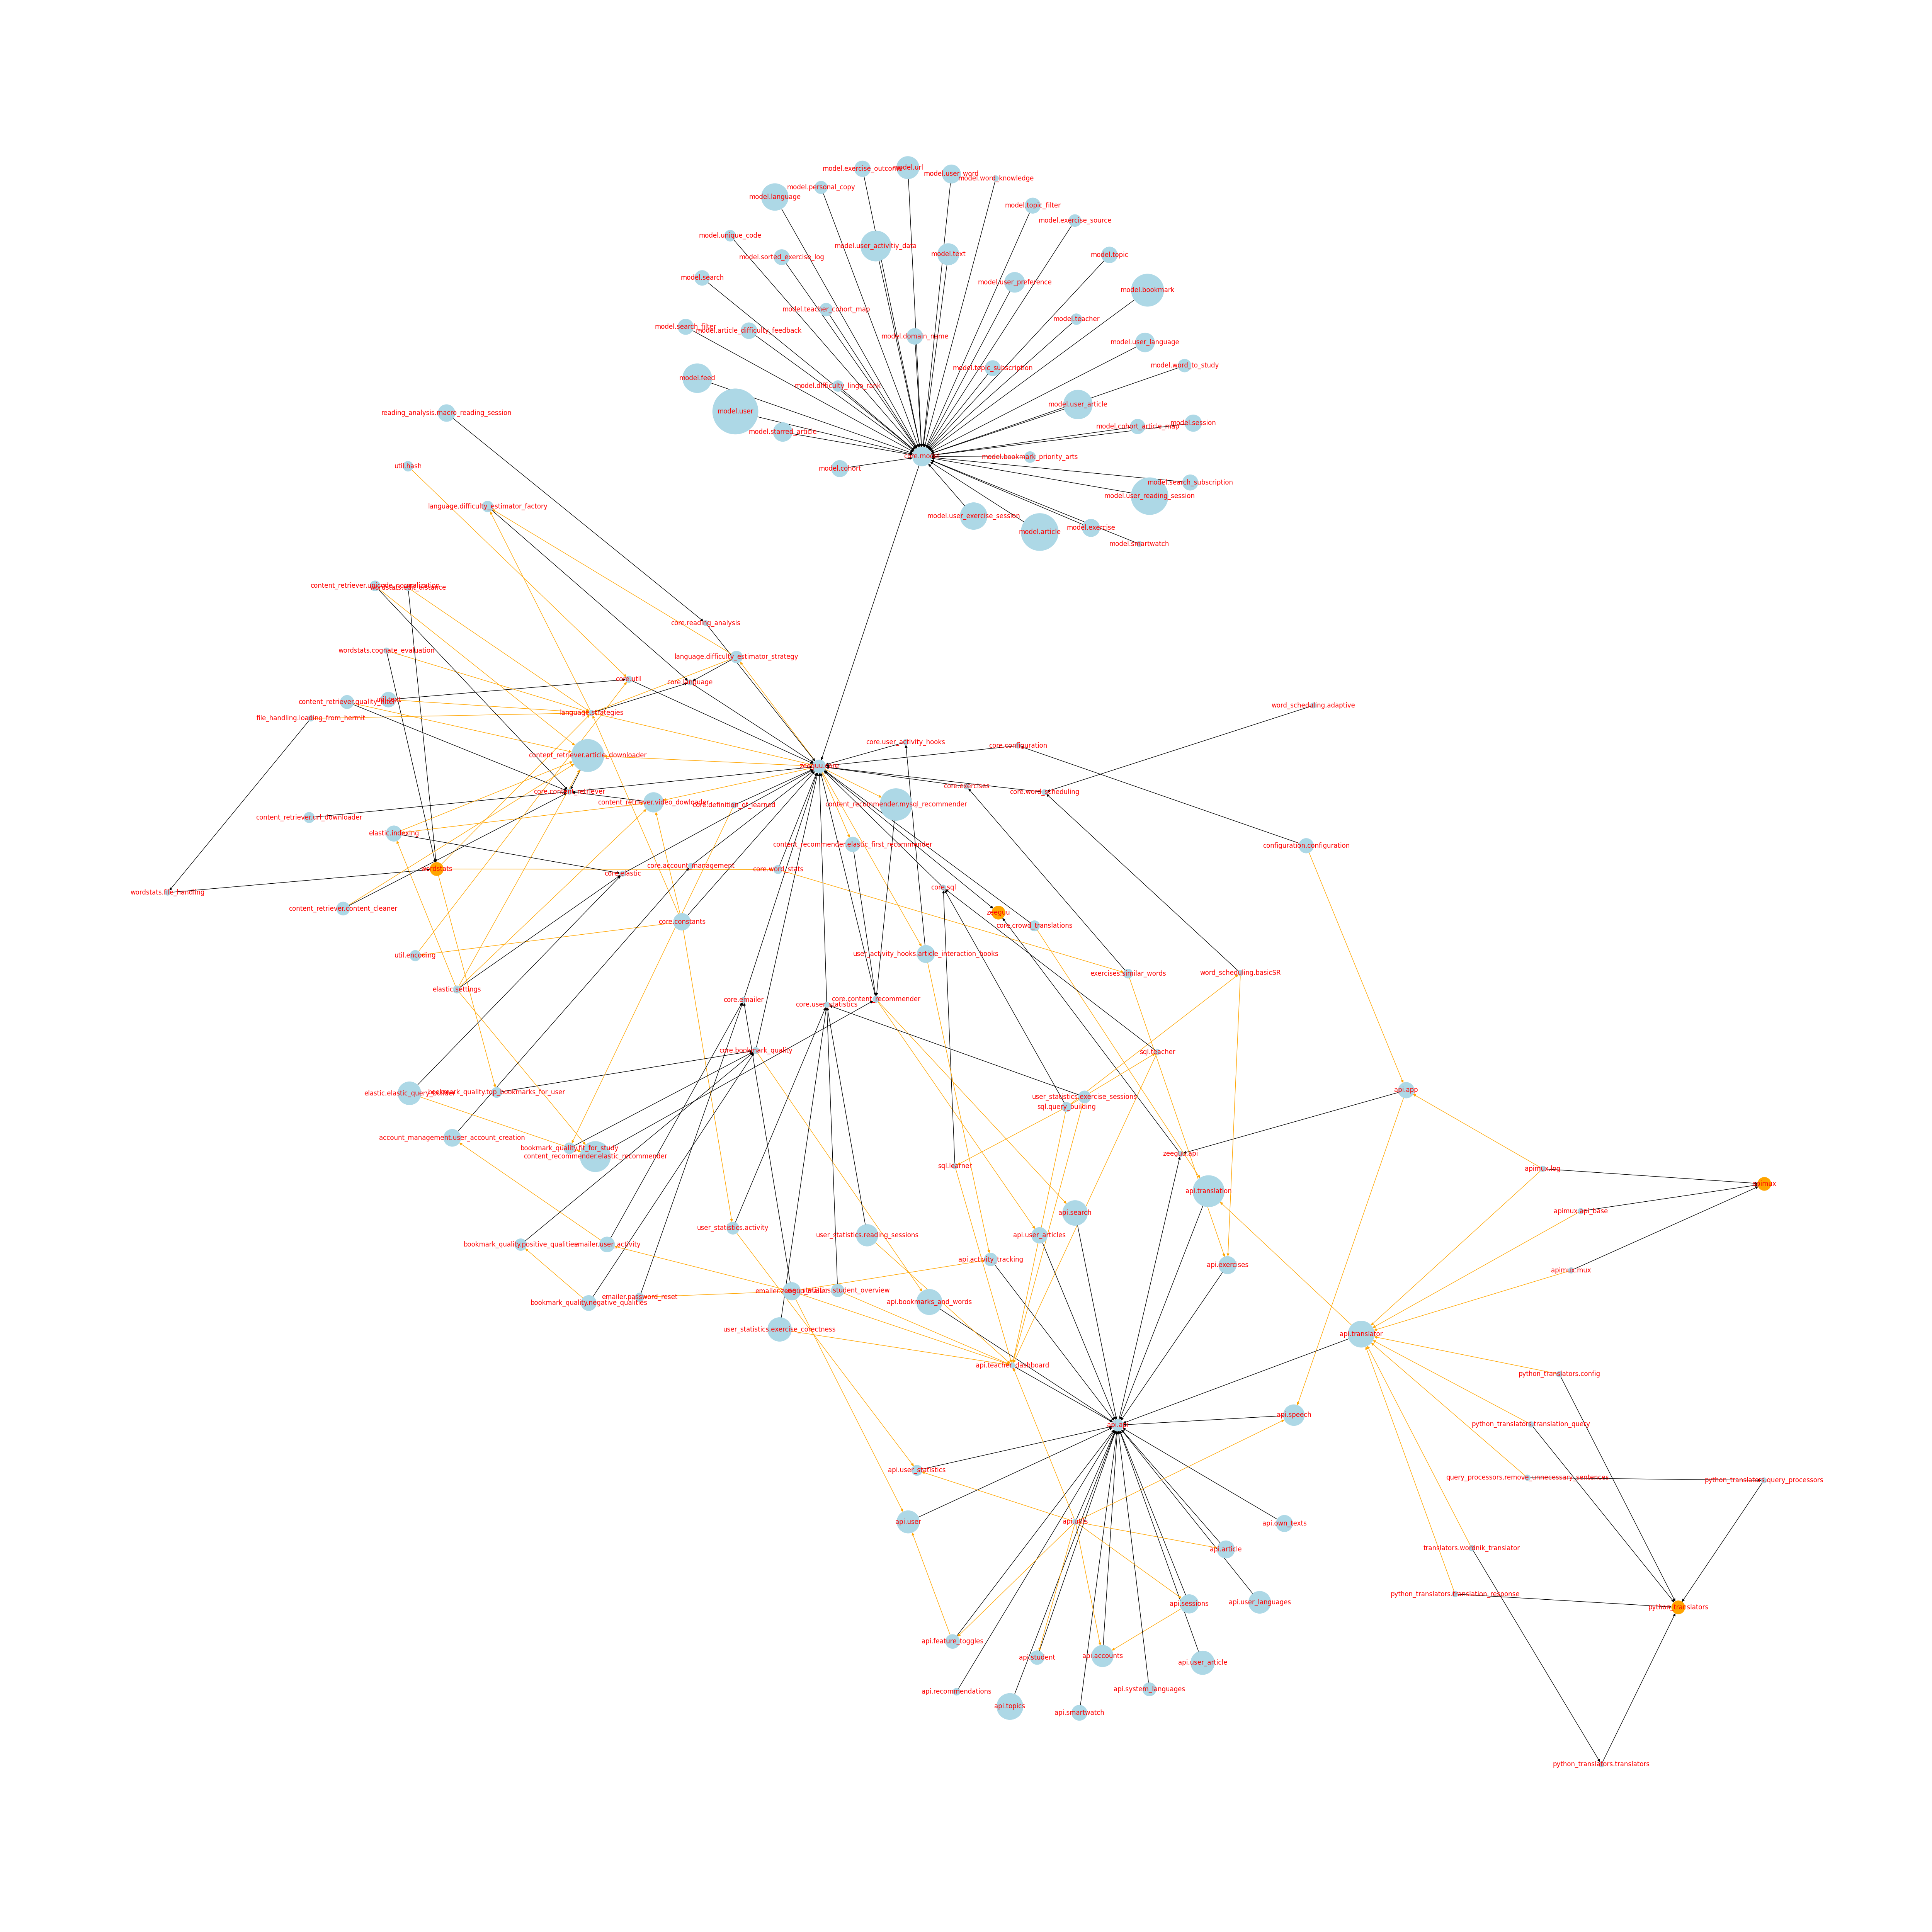 model.exercise_outcome
model.url
model.user_word
model.word_knowledge
model.personal_copy
model.language
model.topic_filter
model.exercise_source
model.unique_code
model.user_activitiy_data
model.text
model.topic
model.sorted_exercise_log
model.search
model.user_preference
model.bookmark
model.teacher_cohort_map
model.teacher
model.search_filter
model.article_difficulty_feedback
model.domain_name
model.user_language
model.word_to_study
model.topic_subscription
model.feed
model.difficulty_lingo_rank
model.user_article
model.user
reading_analysis.macro_reading_session
model.session
model.cohort_article_map
model.starred_article
core.model
model.bookmark_priority_arts
util.hash
model.cohort
model.search_subscription
model.user_reading_session
language.difficulty_estimator_factory
model.user_exercise_session
model.exercise
model.article
model.smartwatch
content_retriever.unicode_normalization
wordstats.edit_distance
core.reading_analysis
wordstats.cognate_evaluation
language.difficulty_estimator_strategy
core.util
core.language
content_retriever.quality_filter
util.text
word_scheduling.adaptive
language.strategies
file_handling.loading_from_hermit
core.user_activity_hooks
core.configuration
content_retriever.article_downloader
zeeguu.core
core.exercises
core.content_retriever
core.word_scheduling
content_retriever.video_dowloader
core.definition_of_learned
content_recommender.mysql_recommender
content_retriever.url_downloader
elastic.indexing
content_recommender.elastic_first_recommender
configuration.configuration
core.account_management
wordstats
core.word_stats
core.elastic
core.sql
wordstats.file_handling
content_retriever.content_cleaner
zeeguu
core.constants
core.crowd_translations
util.encoding
user_activity_hooks.article_interaction_hooks
exercises.similar_words
word_scheduling.basicSR
elastic.settings
core.emailer
core.content_recommender
core.user_statistics
core.bookmark_quality
sql.teacher
api.app
elastic.elastic_query_builder
bookmark_quality.top_bookmarks_for_user
user_statistics.exercise_sessions
sql.query_building
account_management.user_account_creation
bookmark_quality.fit_for_study
zeeguu.api
content_recommender.elastic_recommender
sql.learner
apimux.log
apimux
api.translation
apimux.api_base
api.search
user_statistics.activity
user_statistics.reading_sessions
api.user_articles
bookmark_quality.positive_qualities
emailer.user_activity
api.activity_tracking
api.exercises
apimux.mux
emailer.zeeguu_mailer
user_statistics.student_overview
emailer.password_reset
bookmark_quality.negative_qualities
api.bookmarks_and_words
user_statistics.exercise_corectness
api.translator
api.teacher_dashboard
python_translators.config
api.speech
api.api
python_translators.translation_query
api.user_statistics
query_processors.remove_unnecessary_sentences
python_translators.query_processors
api.user
api.utils
api.own_texts
api.article
translators.wordnik_translator
python_translators.translation_response
api.sessions
api.user_languages
python_translators
api.feature_toggles
api.student
api.accounts
api.user_article
api.recommendations
api.system_languages
api.topics
api.smartwatch
python_translators.translators